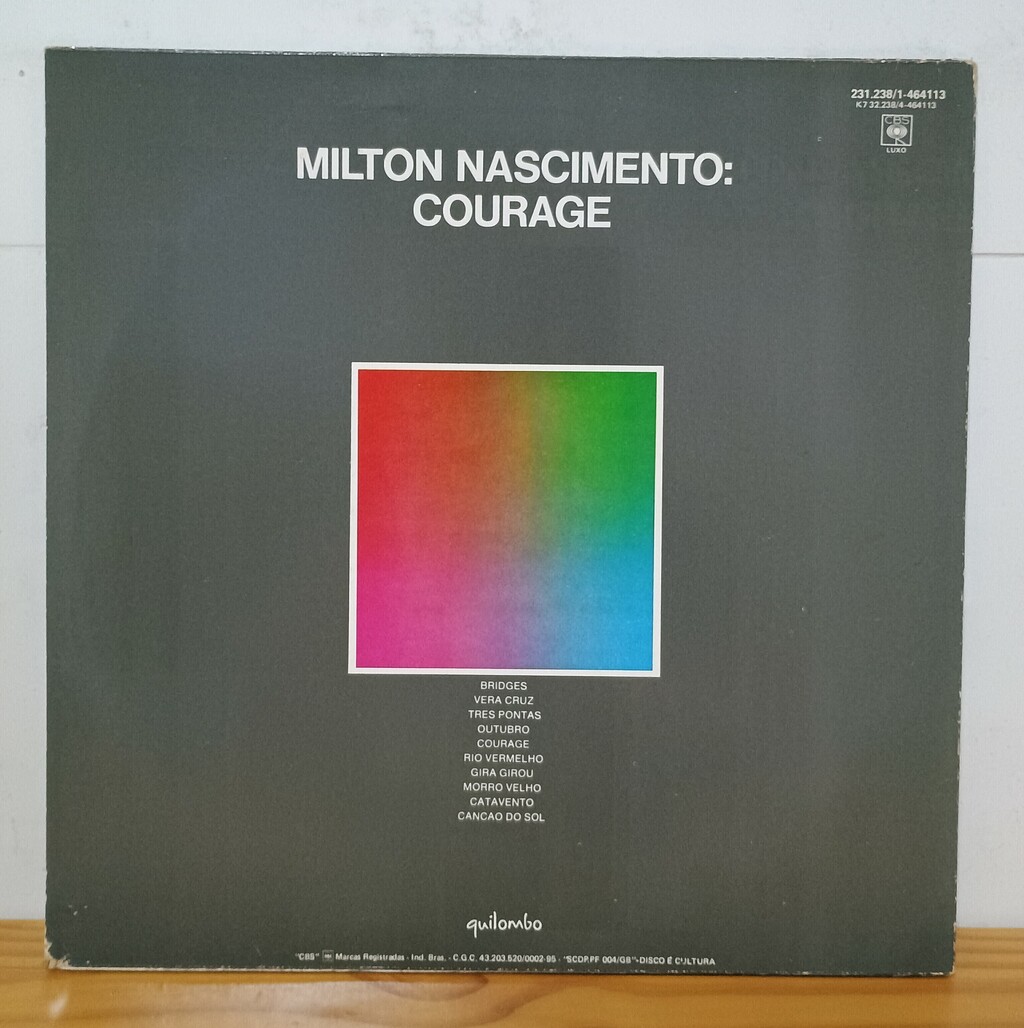 231.238/1-464113
K7 32.238/4-464113
CBS
LUXO
MILTON NASCIMENTO:
COURAGE
BRIDGES
VERA CRUZ
TRES PONTAS
OUTUBRO
COURAGE
RIO VERMELHO
GIRA GIROU
MORRO VELHO
CATAVENTO
CANCAO DO SOL
quilombo
"CBS" Marcas Registradas - Ind. Bras. - C.G.C. 43.203.520/0002-95 - "SCDP.PF 004/GB"-DISCO É CULTURA